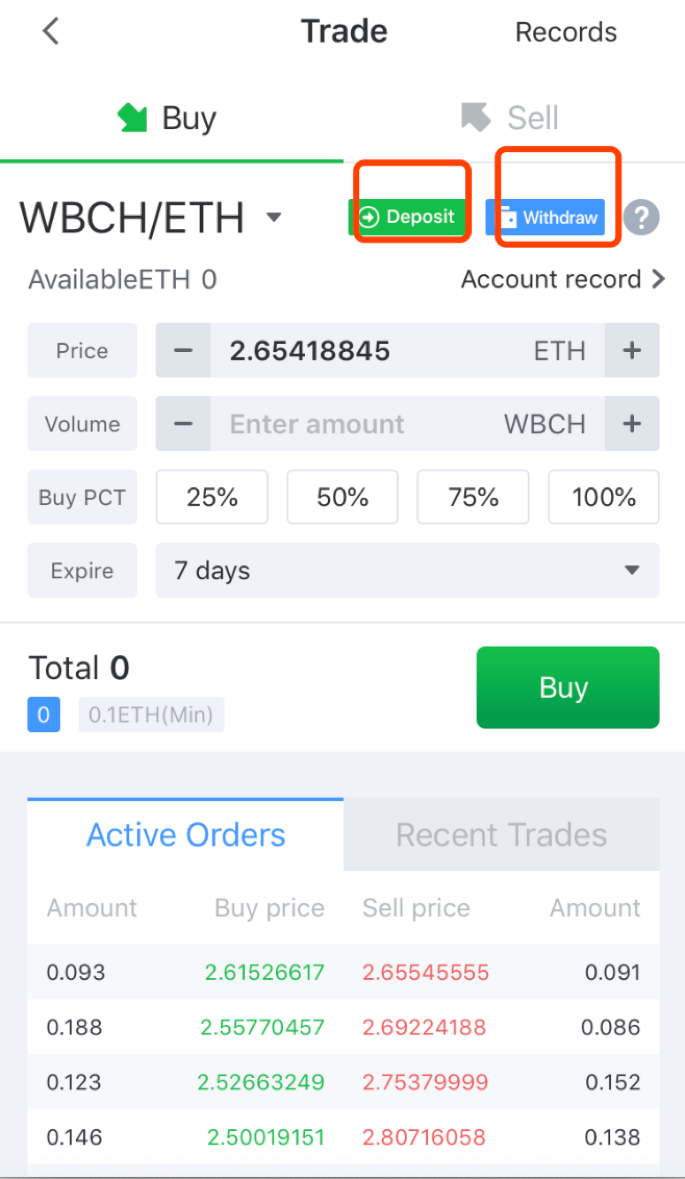 Trade Records
Buy Sell
WBCH/ETH Deposit Withdraw ?
AvailableETH 0 Account record
Price − 2.65418845 ETH +
Volume − Enter amount WBCH +
Buy PCT 25% 50% 75% 100%
Expire 7 days
Total 0
0 0.1ETH(Min)
Buy
Active Orders Recent Trades
Amount Buy price Sell price Amount
0.093 2.61526617 2.65545555 0.091
0.188 2.55770457 2.69224188 0.086
0.123 2.52663249 2.75379999 0.152
0.146 2.50019151 2.80716058 0.138